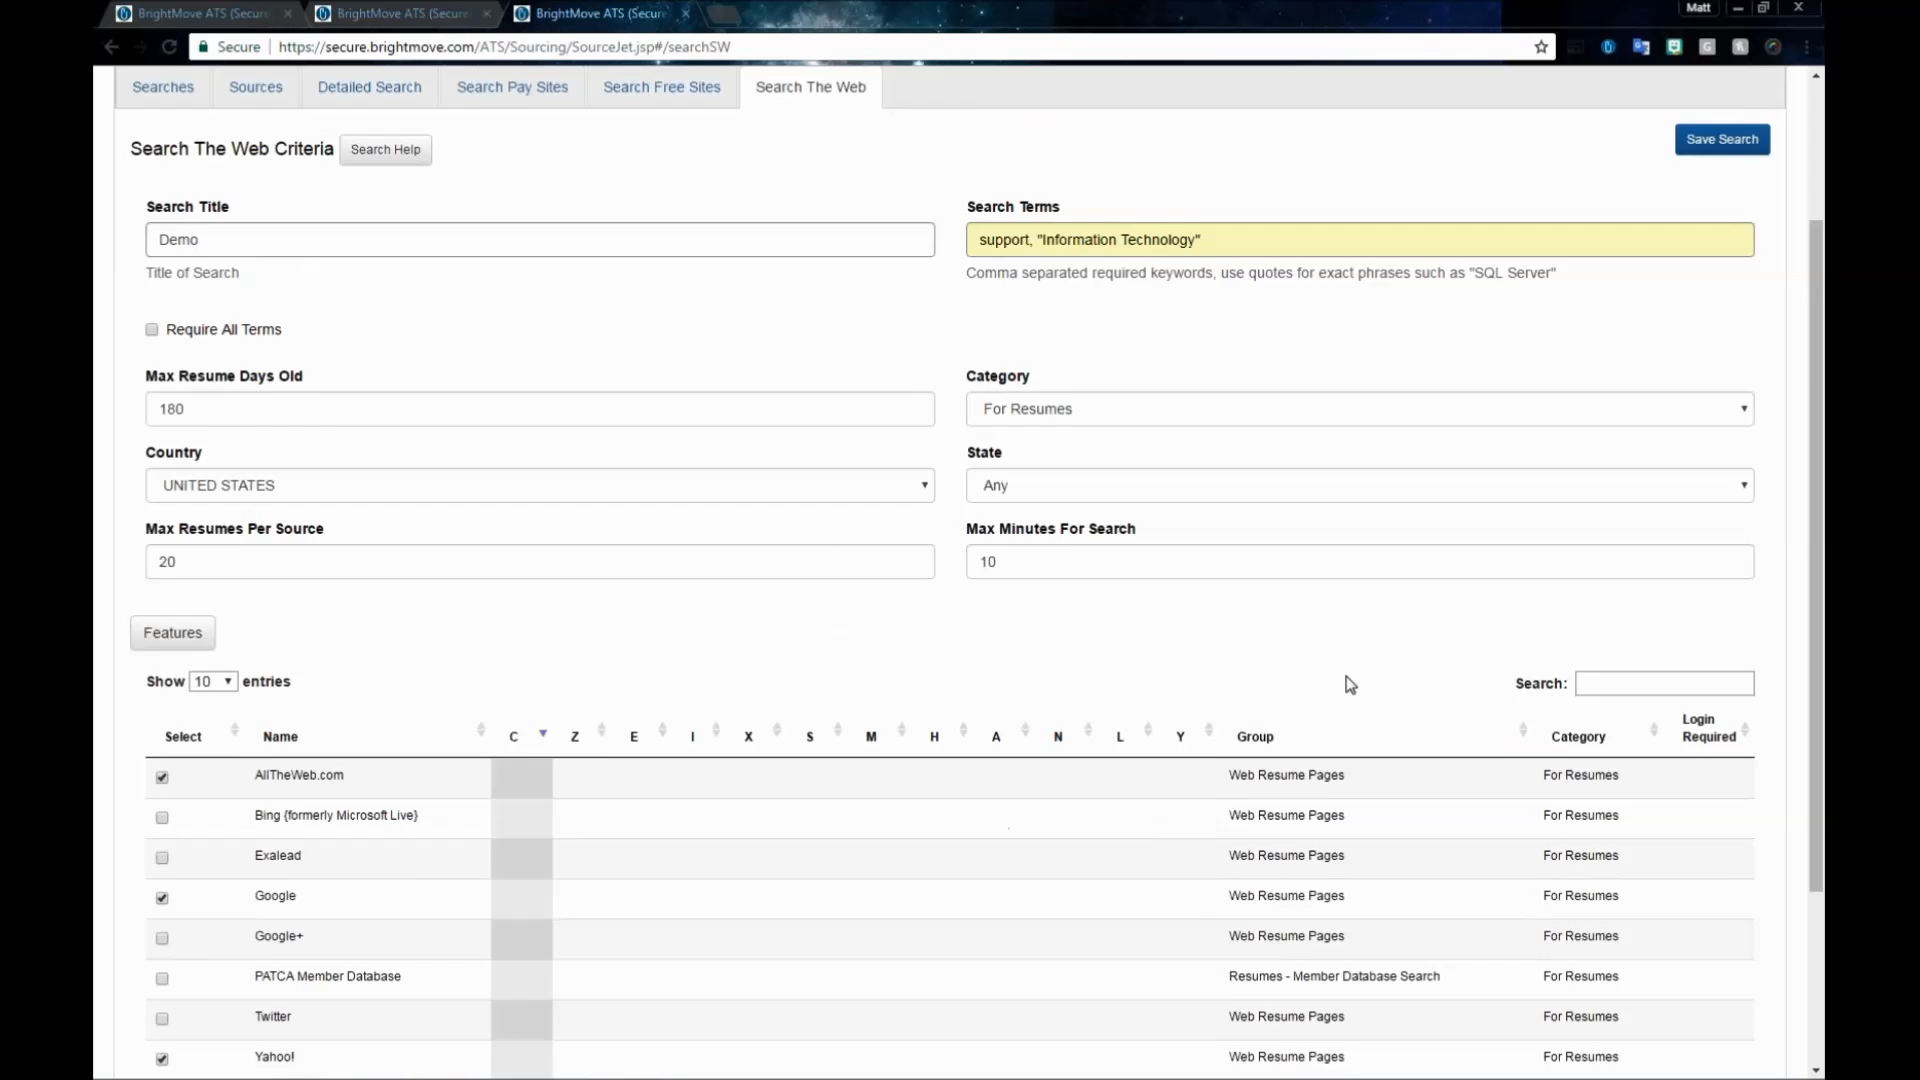 BrightMove ATS (Secure BrightMove ATS (Secure BrightMove ATS (Secure Matt
Secure https://secure.brightmove.com/ATS/Sourcing/SourceJet.jsp#/searchSW
Searches Sources Detailed Search Search Pay Sites Search Free Sites Search The Web
Search The Web Criteria Search Help Save Search
Search Title Search Terms
Demo support, "Information Technology"
Title of Search Comma separated required keywords, use quotes for exact phrases such as "SQL Server"
Require All Terms
Max Resume Days Old Category
180 For Resumes
Country State
UNITED STATES Any
Max Resumes Per Source Max Minutes For Search
20 10
Features
Show 10 entries Search:
Select Name C Z E I X S M H A N L Y Group Category Login Required
AllTheWeb.com Web Resume Pages For Resumes
Bing {formerly Microsoft Live} Web Resume Pages For Resumes
Exalead Web Resume Pages For Resumes
Google Web Resume Pages For Resumes
Google+ Web Resume Pages For Resumes
PATCA Member Database Resumes - Member Database Search For Resumes
Twitter Web Resume Pages For Resumes
Yahoo! Web Resume Pages For Resumes